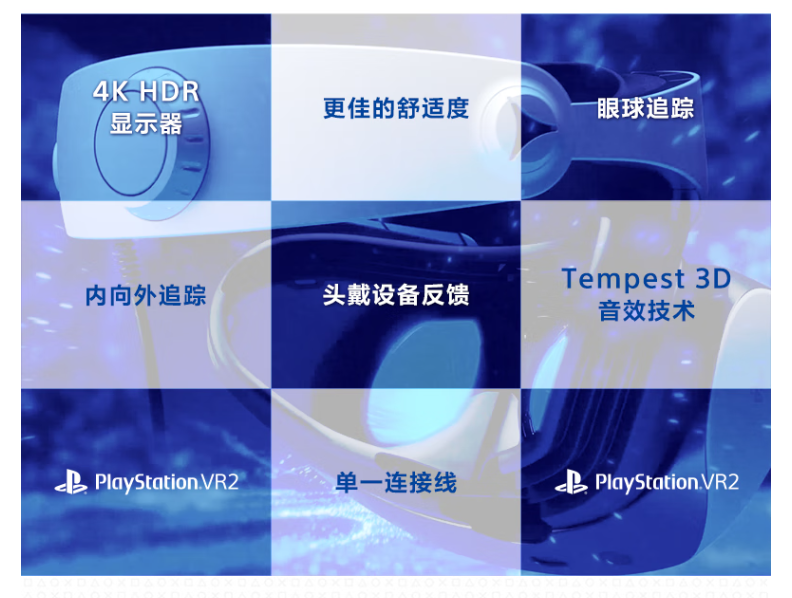 4K HDR
显示器
更佳的舒适度
眼球追踪
内向外追踪
头戴设备反馈
Tempest 3D
音效技术
PlayStation.VR2
单一连接线
PlayStation.VR2